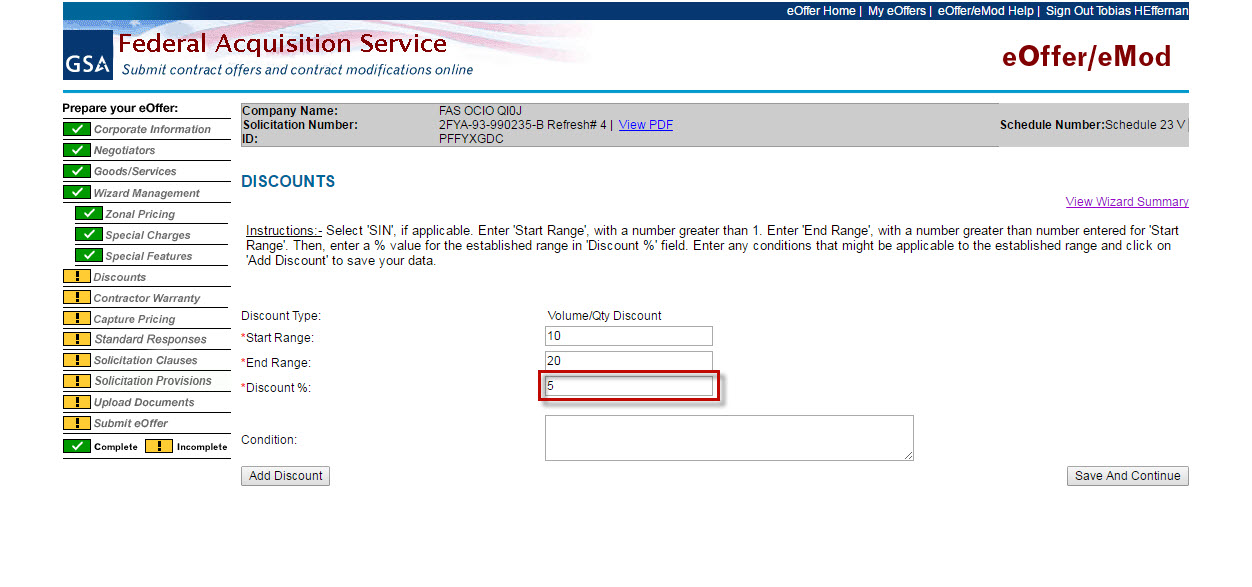 eOffer Home | My eOffers | eOffer/eMod Help | Sign Out Tobias HEffernan
GSA
Federal Acquisition Service
Submit contract offers and contract modifications online
eOffer/eMod
Prepare your eOffer:
Corporate Information
Negotiators
Goods/Services
Wizard Management
Zonal Pricing
Special Charges
Special Features
! Discounts
! Contractor Warranty
! Capture Pricing
! Standard Responses
! Solicitation Clauses
! Solicitation Provisions
! Upload Documents
! Submit eOffer
Complete ! Incomplete
Company Name: FAS OCIO QI0J
Solicitation Number: 2FYA-93-990235-B Refresh# 4 | View PDF Schedule Number:Schedule 23 V
ID: PFFYXGDC
DISCOUNTS
View Wizard Summary
Instructions:- Select 'SIN', if applicable. Enter 'Start Range', with a number greater than 1. Enter 'End Range', with a number greater than number entered for 'Start
Range'. Then, enter a % value for the established range in 'Discount %' field. Enter any conditions that might be applicable to the established range and click on
'Add Discount' to save your data.
Discount Type: Volume/Qty Discount
*Start Range: 10
*End Range: 20
*Discount %: 5
Condition:
Add Discount Save And Continue